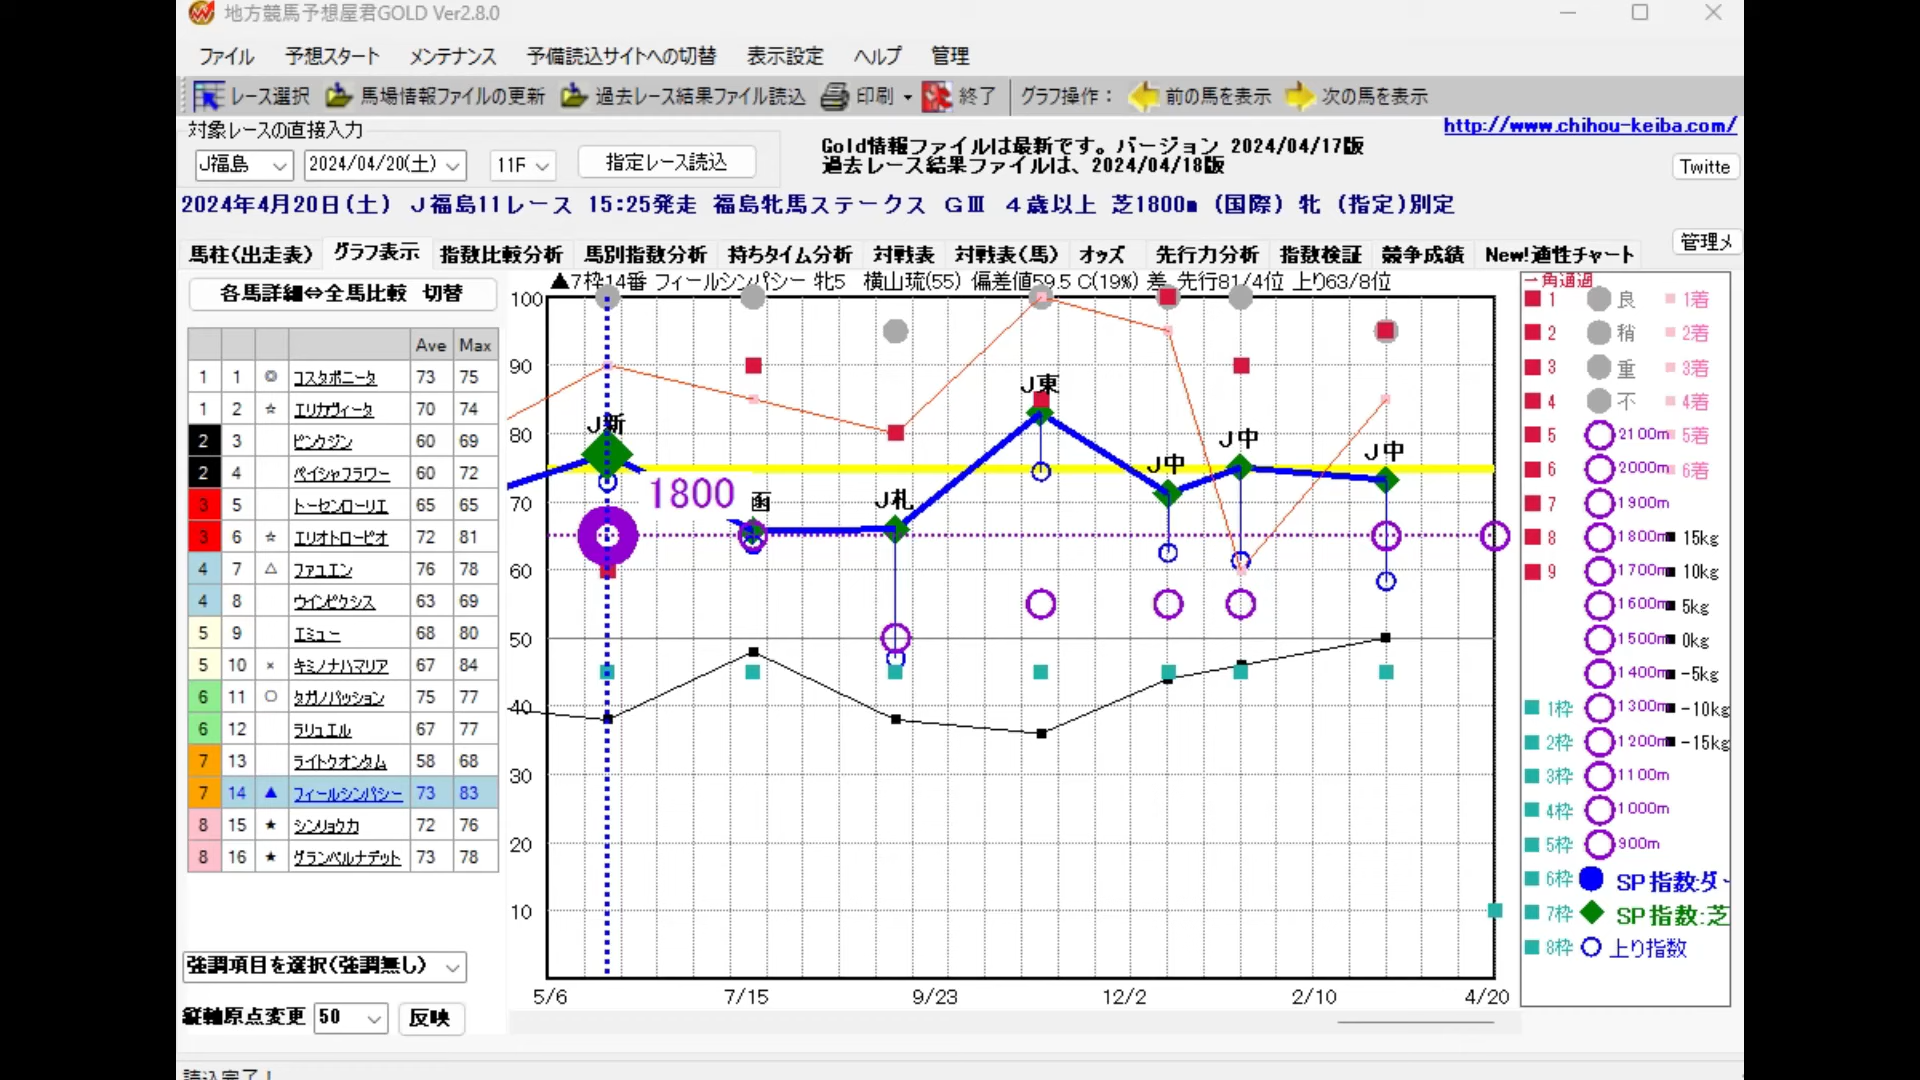 地方競馬予想屋君GOLD Ver2.8.0
ファイル 予想スタート メンテナンス 予備読込サイトへの切替 表示設定 ヘルプ 管理
レース選択 馬場情報ファイルの更新 過去レース結果ファイル読込 印刷 終了 グラフ操作： 前の馬を表示 次の馬を表示
対象レースの直接入力
http://www.chihou-keiba.com/
J福島 2024/04/20(土) 11R 指定レース読込
Gold情報ファイルは最新です。バージョン 2024/04/17版
過去レース結果ファイルは、2024/04/18版
Twitte
2024年4月20日(土) Ｊ福島11レース 15:25発走 福島牝馬ステークス ＧⅢ ４歳以上 芝1800m (国際) 牝 (指定)別定
管理メ
馬柱(出走表) グラフ表示 指数比較分析 馬別指数分析 持ちタイム分析 対戦表 対戦表(馬) オッズ 先行力分析 指数検証 競争成績 New!適性チャート
各馬詳細⇔全馬比較 切替
▲7枠14番 フィールシンパシー 牝5 横山琉(55) 偏差値59.5 C(19%) 差 先行81/4位 上り63/8位
Ave Max
1 1 ◎ コスタボニータ 73 75
1 2 ☆ エリカヴィータ 70 74
2 3 ピンクジン 60 69
2 4 ペイシャフラワー 60 72
3 5 トーセンローリエ 65 65
3 6 ☆ エリオトローピオ 72 81
4 7 △ ファユエン 76 78
4 8 ウインピクシス 63 69
5 9 エミュー 68 80
5 10 × キミノナハマリア 67 84
6 11 ○ タガノパッション 75 77
6 12 ラリュエル 67 77
7 13 ライトクオンタム 58 68
7 14 ▲ フィールシンパシー 73 83
8 15 ★ シンリョクカ 72 76
8 16 ★ グランベルナデット 73 78
100
90
80
70
60
50
40
30
20
10
J新
1800
函
J札
J東
J中
J中
J中
5/6 7/15 9/23 12/2 2/10 4/20
一角通過
1 良 1着
2 稍 2着
3 重 3着
4 不 4着
5 2100m 5着
6 2000m 6着
7 1900m
8 1800m 15kg
9 1700m 10kg
1600m 5kg
1500m 0kg
1400m -5kg
1枠 1300m -10kg
2枠 1200m -15kg
3枠 1100m
4枠 1000m
5枠 900m
6枠 SP指数:ダ
7枠 SP指数:芝
8枠 上り指数
強調項目を選択(強調無し)
縦軸原点変更 50 反映
読込完了！